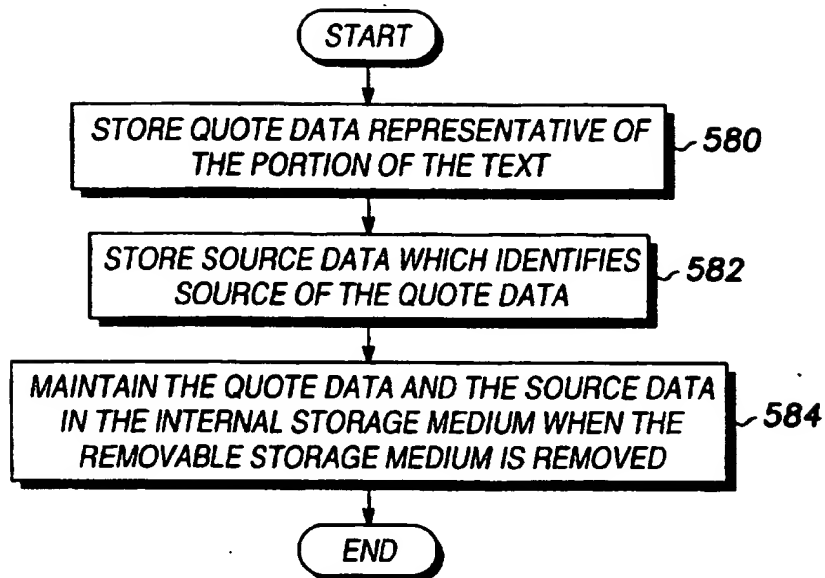 START
STORE QUOTE DATA REPRESENTATIVE OF
THE PORTION OF THE TEXT
580
STORE SOURCE DATA WHICH IDENTIFIES
SOURCE OF THE QUOTE DATA
582
MAINTAIN THE QUOTE DATA AND THE SOURCE DATA
IN THE INTERNAL STORAGE MEDIUM WHEN THE
REMOVABLE STORAGE MEDIUM IS REMOVED
584
END